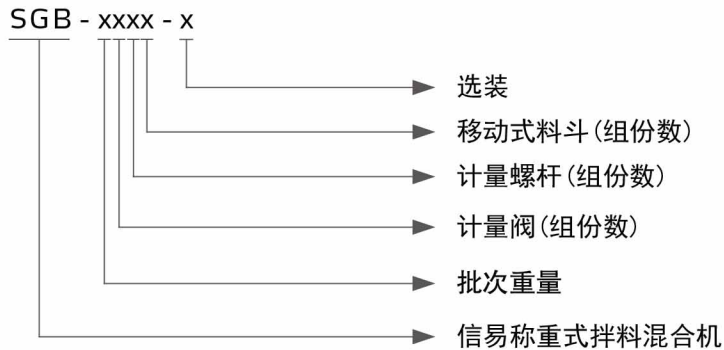 SGB-xxxx-x
选装
移动式料斗(组份数)
计量螺杆(组份数)
计量阀(组份数)
批次重量
信易称重式拌料混合机